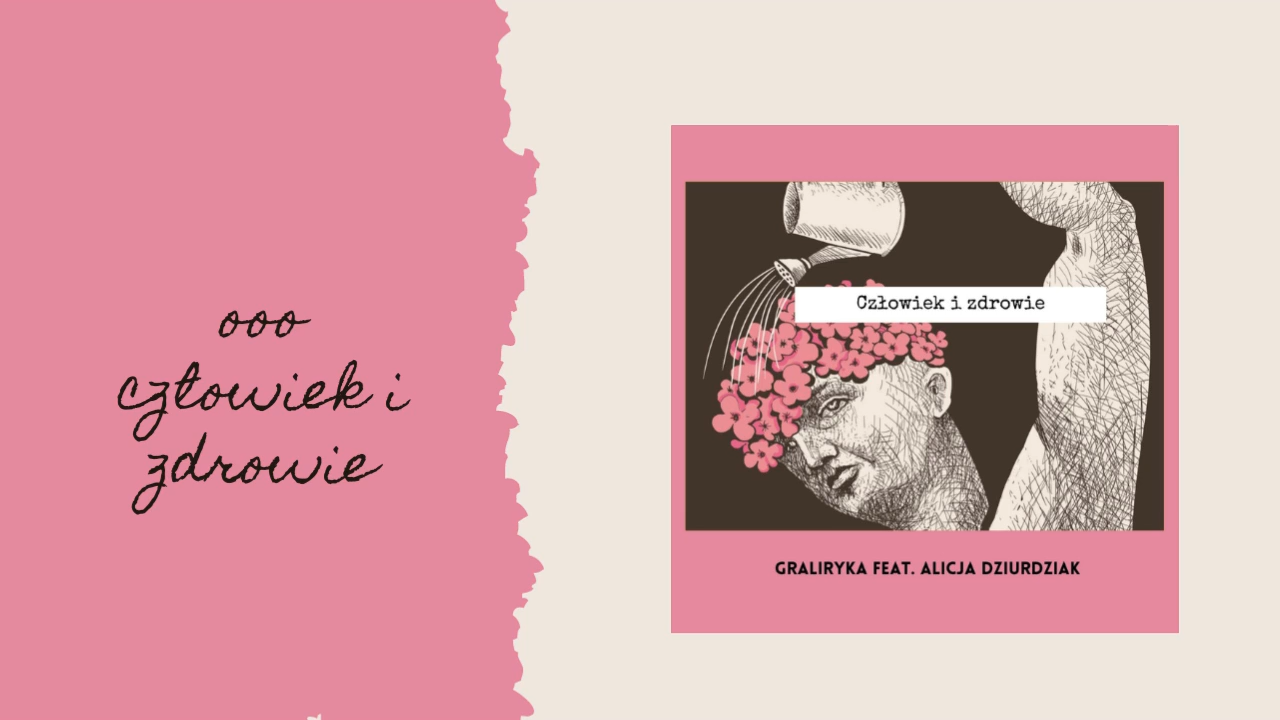 ooo
człowiek i
zdrowie
Człowiek i zdrowie
GRALIRYKA FEAT. ALICJA DZIURDZIAK